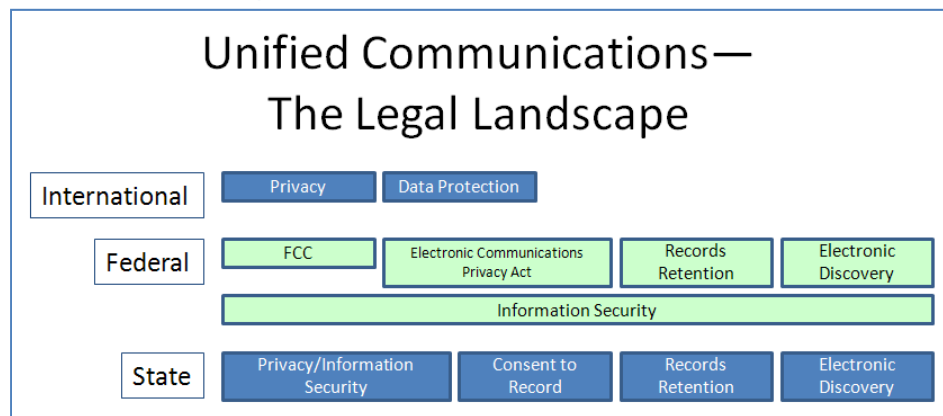 Unified Communications—
The Legal Landscape
International
Privacy
Data Protection
Federal
FCC
Electronic Communications
Privacy Act
Records
Retention
Electronic
Discovery
Information Security
State
Privacy/Information
Security
Consent to
Record
Records
Retention
Electronic
Discovery